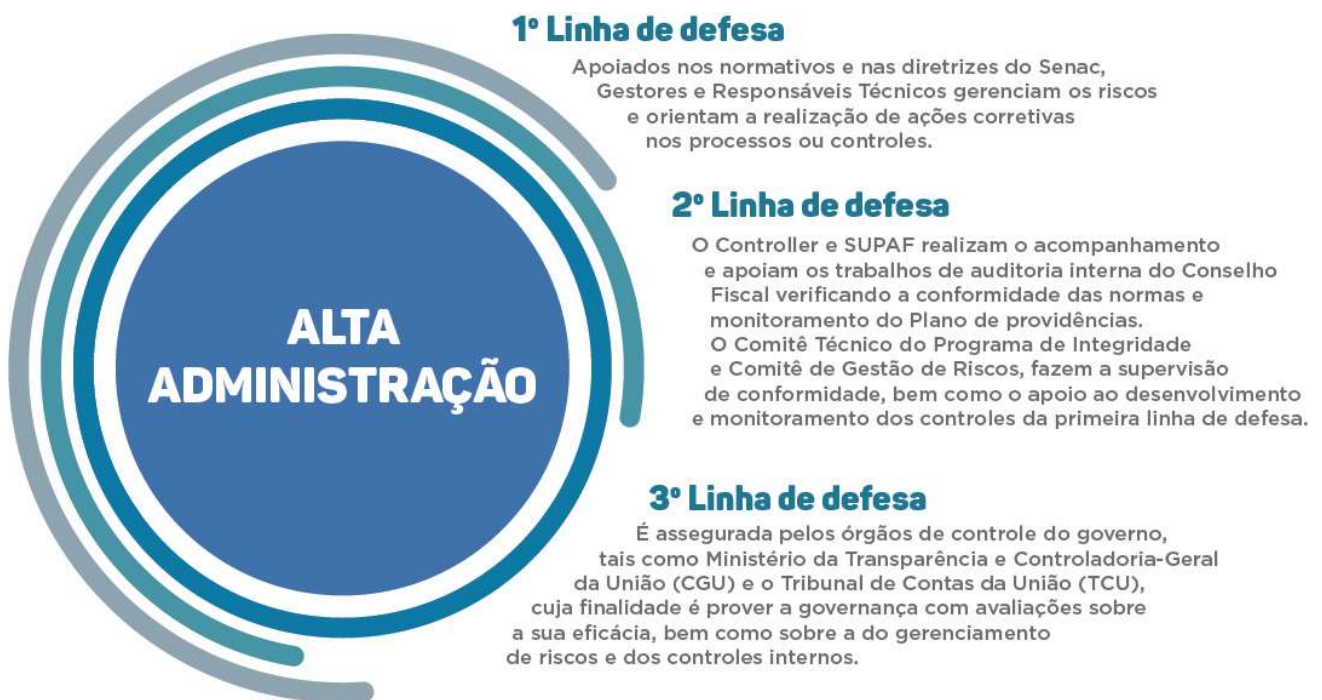 1º Linha de defesa
Apoiados nos normativos e nas diretrizes do Senac,
Gestores e Responsáveis Técnicos gerenciam os riscos
e orientam a realização de ações corretivas
nos processos ou controles.
2º Linha de defesa
O Controller e SUPAF realizam o acompanhamento
e apoiam os trabalhos de auditoria interna do Conselho
Fiscal verificando a conformidade das normas e
monitoramento do Plano de providências.
O Comitê Técnico do Programa de Integridade
e Comitê de Gestão de Riscos, fazem a supervisão
de conformidade, bem como o apoio ao desenvolvimento
e monitoramento dos controles da primeira linha de defesa.
ALTA
ADMINISTRAÇÃO
3º Linha de defesa
É assegurada pelos órgãos de controle do governo,
tais como Ministério da Transparência e Controladoria-Geral
da União (CGU) e o Tribunal de Contas da União (TCU),
cuja finalidade é prover a governança com avaliações sobre
a sua eficácia, bem como sobre a do gerenciamento
de riscos e dos controles internos.